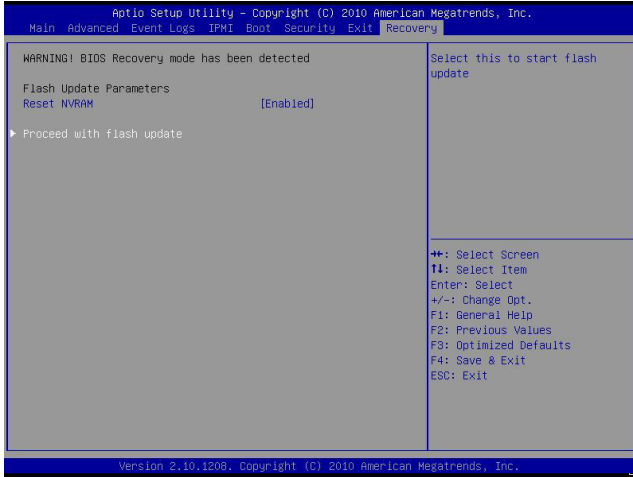 Aptio Setup Utility – Copyright (C) 2010 American Megatrends, Inc.
Main Advanced Event Logs IPMI Boot Security Exit Recovery
WARNING! BIOS Recovery mode has been detected
Flash Update Parameters
Reset NVRAM [Enabled]
▶ Proceed with flash update
Select this to start flash
update
→←: Select Screen
↑↓: Select Item
Enter: Select
+/-: Change Opt.
F1: General Help
F2: Previous Values
F3: Optimized Defaults
F4: Save & Exit
ESC: Exit
Version 2.10.1208. Copyright (C) 2010 American Megatrends, Inc.